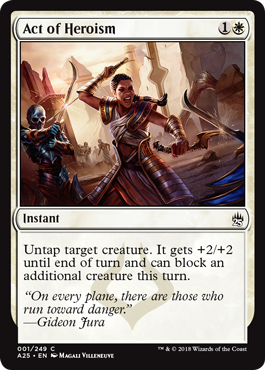 Act of Heroism 1
Instant
Untap target creature. It gets +2/+2
until end of turn and can block an
additional creature this turn.
“On every plane, there are those who
run toward danger.”
—Gideon Jura
001/249 C
A25 • EN MAGALI VILLENEUVE
™ & © 2018 Wizards of the Coast